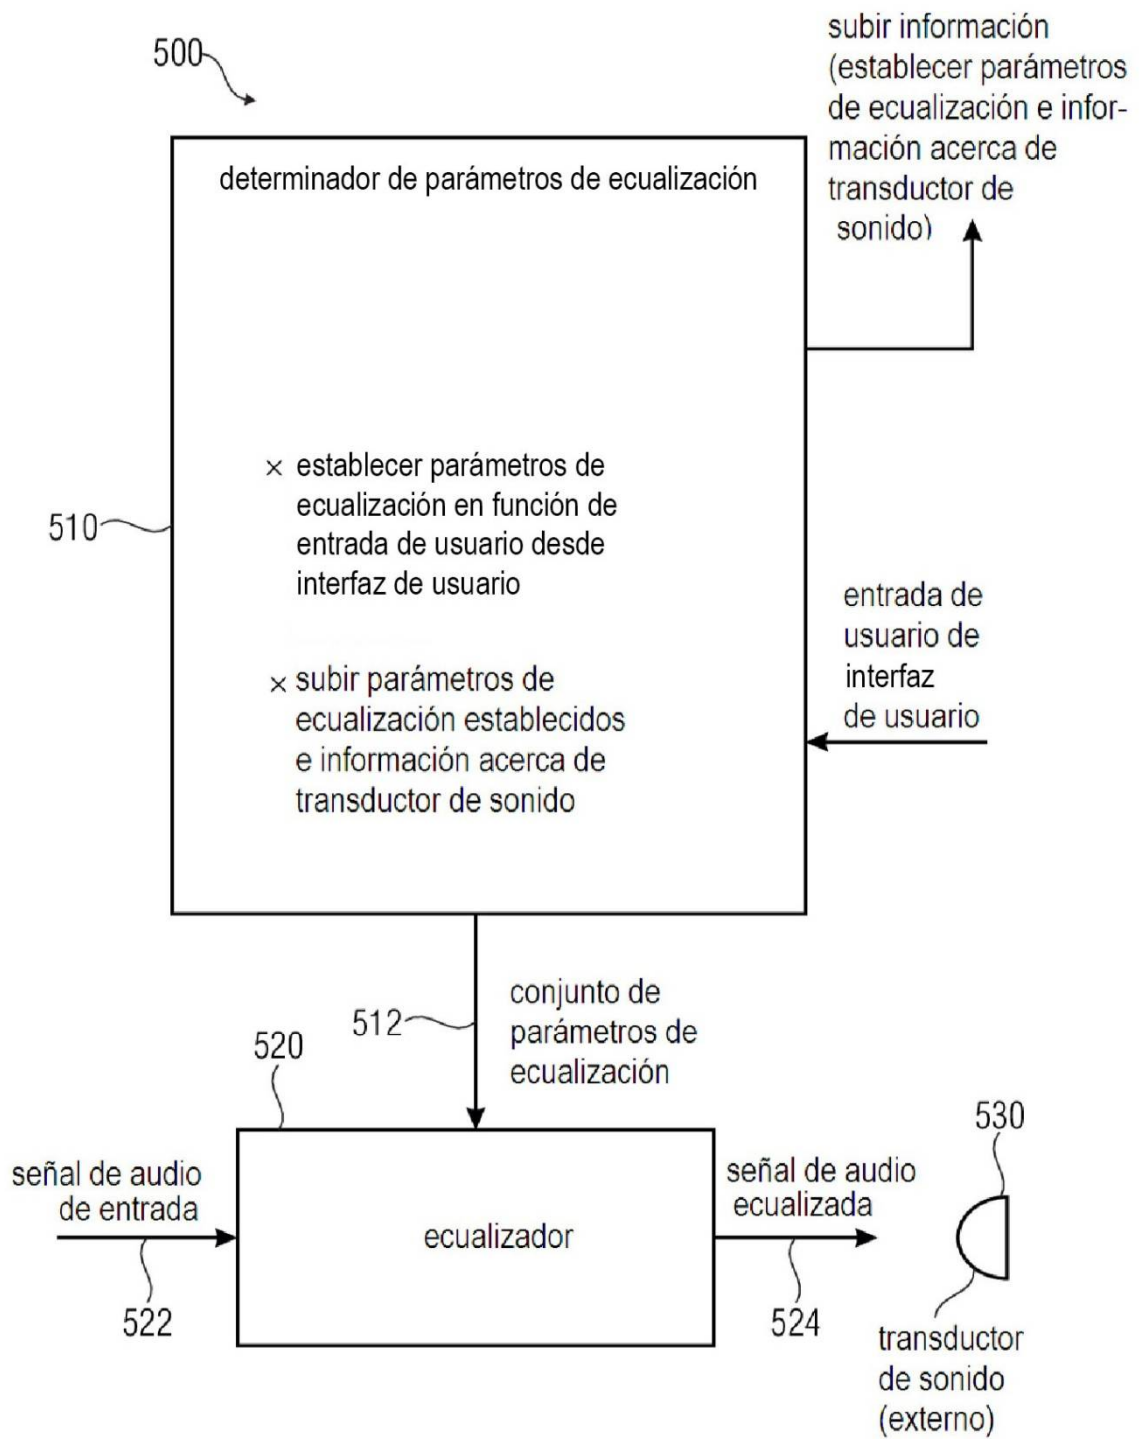 500
subir información
(establecer parámetros
de ecualización e infor-
mación acerca de
transductor de
sonido)
determinador de parámetros de ecualización
× establecer parámetros de
ecualización en función de
entrada de usuario desde
interfaz de usuario
510
entrada de
usuario de
interfaz
de usuario
× subir parámetros de
ecualización establecidos
e información acerca de
transductor de sonido
512
conjunto de
parámetros de
ecualización
520
530
señal de audio
de entrada
ecualizador
señal de audio
ecualizada
522
524
transductor
de sonido
(externo)